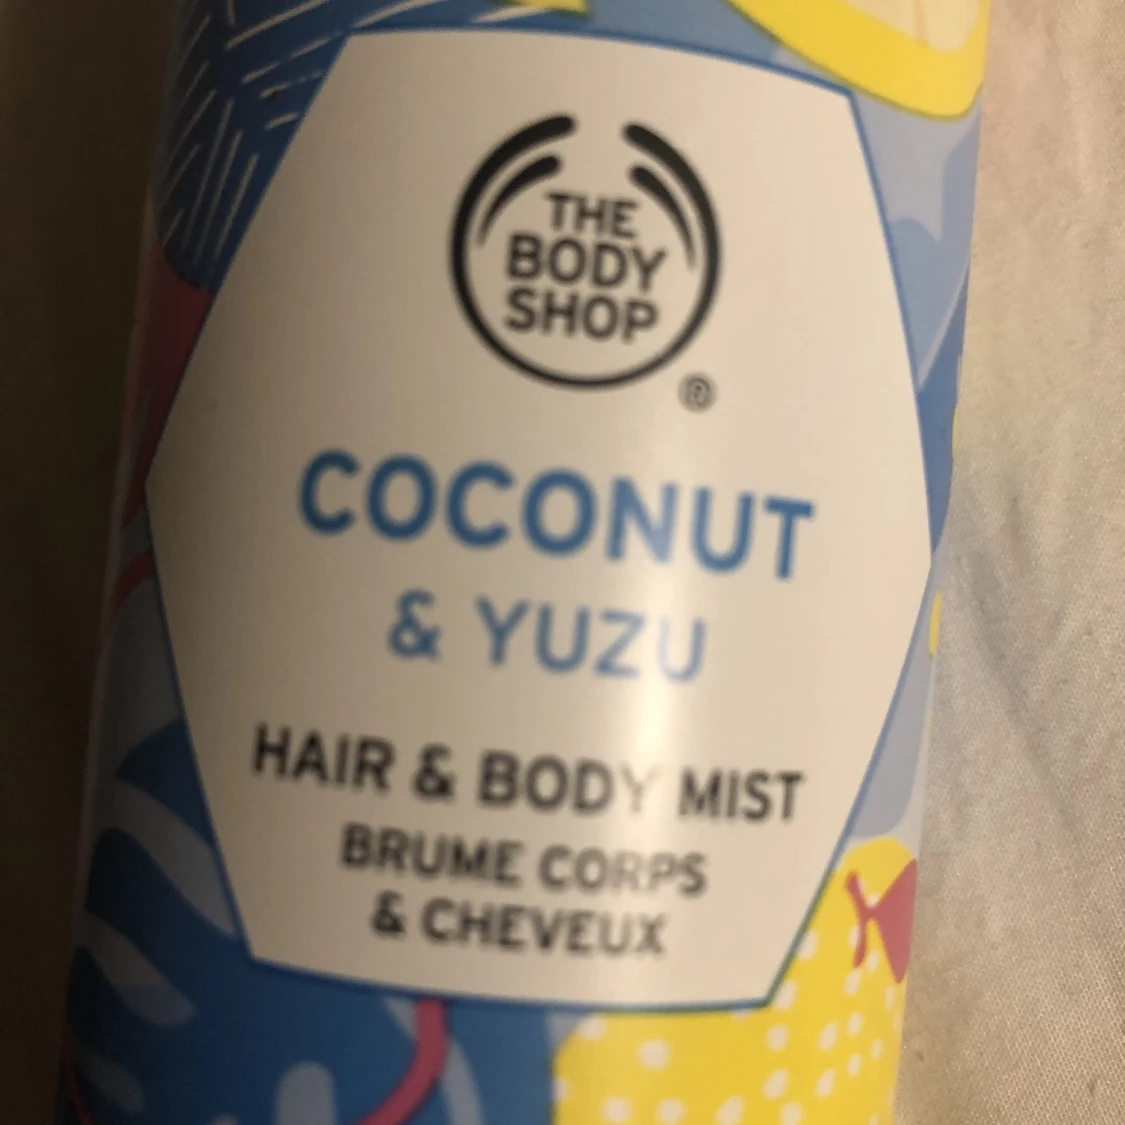 THE
BODY
SHOP
®
COCONUT
& YUZU
HAIR & BODY MIST
BRUME CORPS
& CHEVEUX